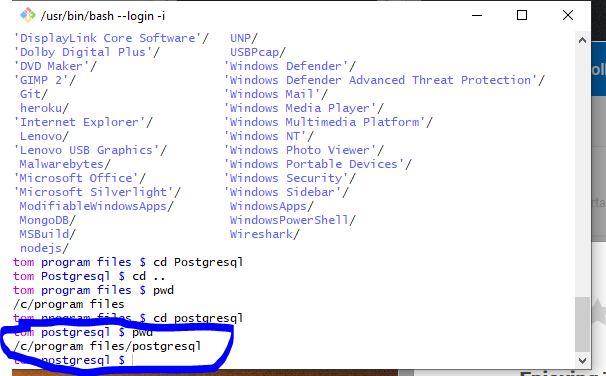 /usr/bin/bash --login -i
'DisplayLink Core Software'/ UNP/
'Dolby Digital Plus'/ USBPcap/
'DVD Maker'/ 'Windows Defender'/
'GIMP 2'/ 'Windows Defender Advanced Threat Protection'/
Git/ 'Windows Mail'/
heroku/ 'Windows Media Player'/
'Internet Explorer'/ 'Windows Multimedia Platform'/
Lenovo/ 'Windows NT'/
'Lenovo USB Graphics'/ 'Windows Photo Viewer'/
Malwarebytes/ 'Windows Portable Devices'/
'Microsoft Office'/ 'Windows Security'/
'Microsoft Silverlight'/ 'Windows Sidebar'/
ModifiableWindowsApps/ WindowsApps/
MongoDB/ WindowsPowerShell/
MSBuild/ Wireshark/
nodejs/
tom program files $ cd Postgresql
tom Postgresql $ cd ..
tom program files $ pwd
/c/program files
tom program files $ cd postgresql
tom postgresql $ pwd
/c/program files/postgresql
tom postgresql $